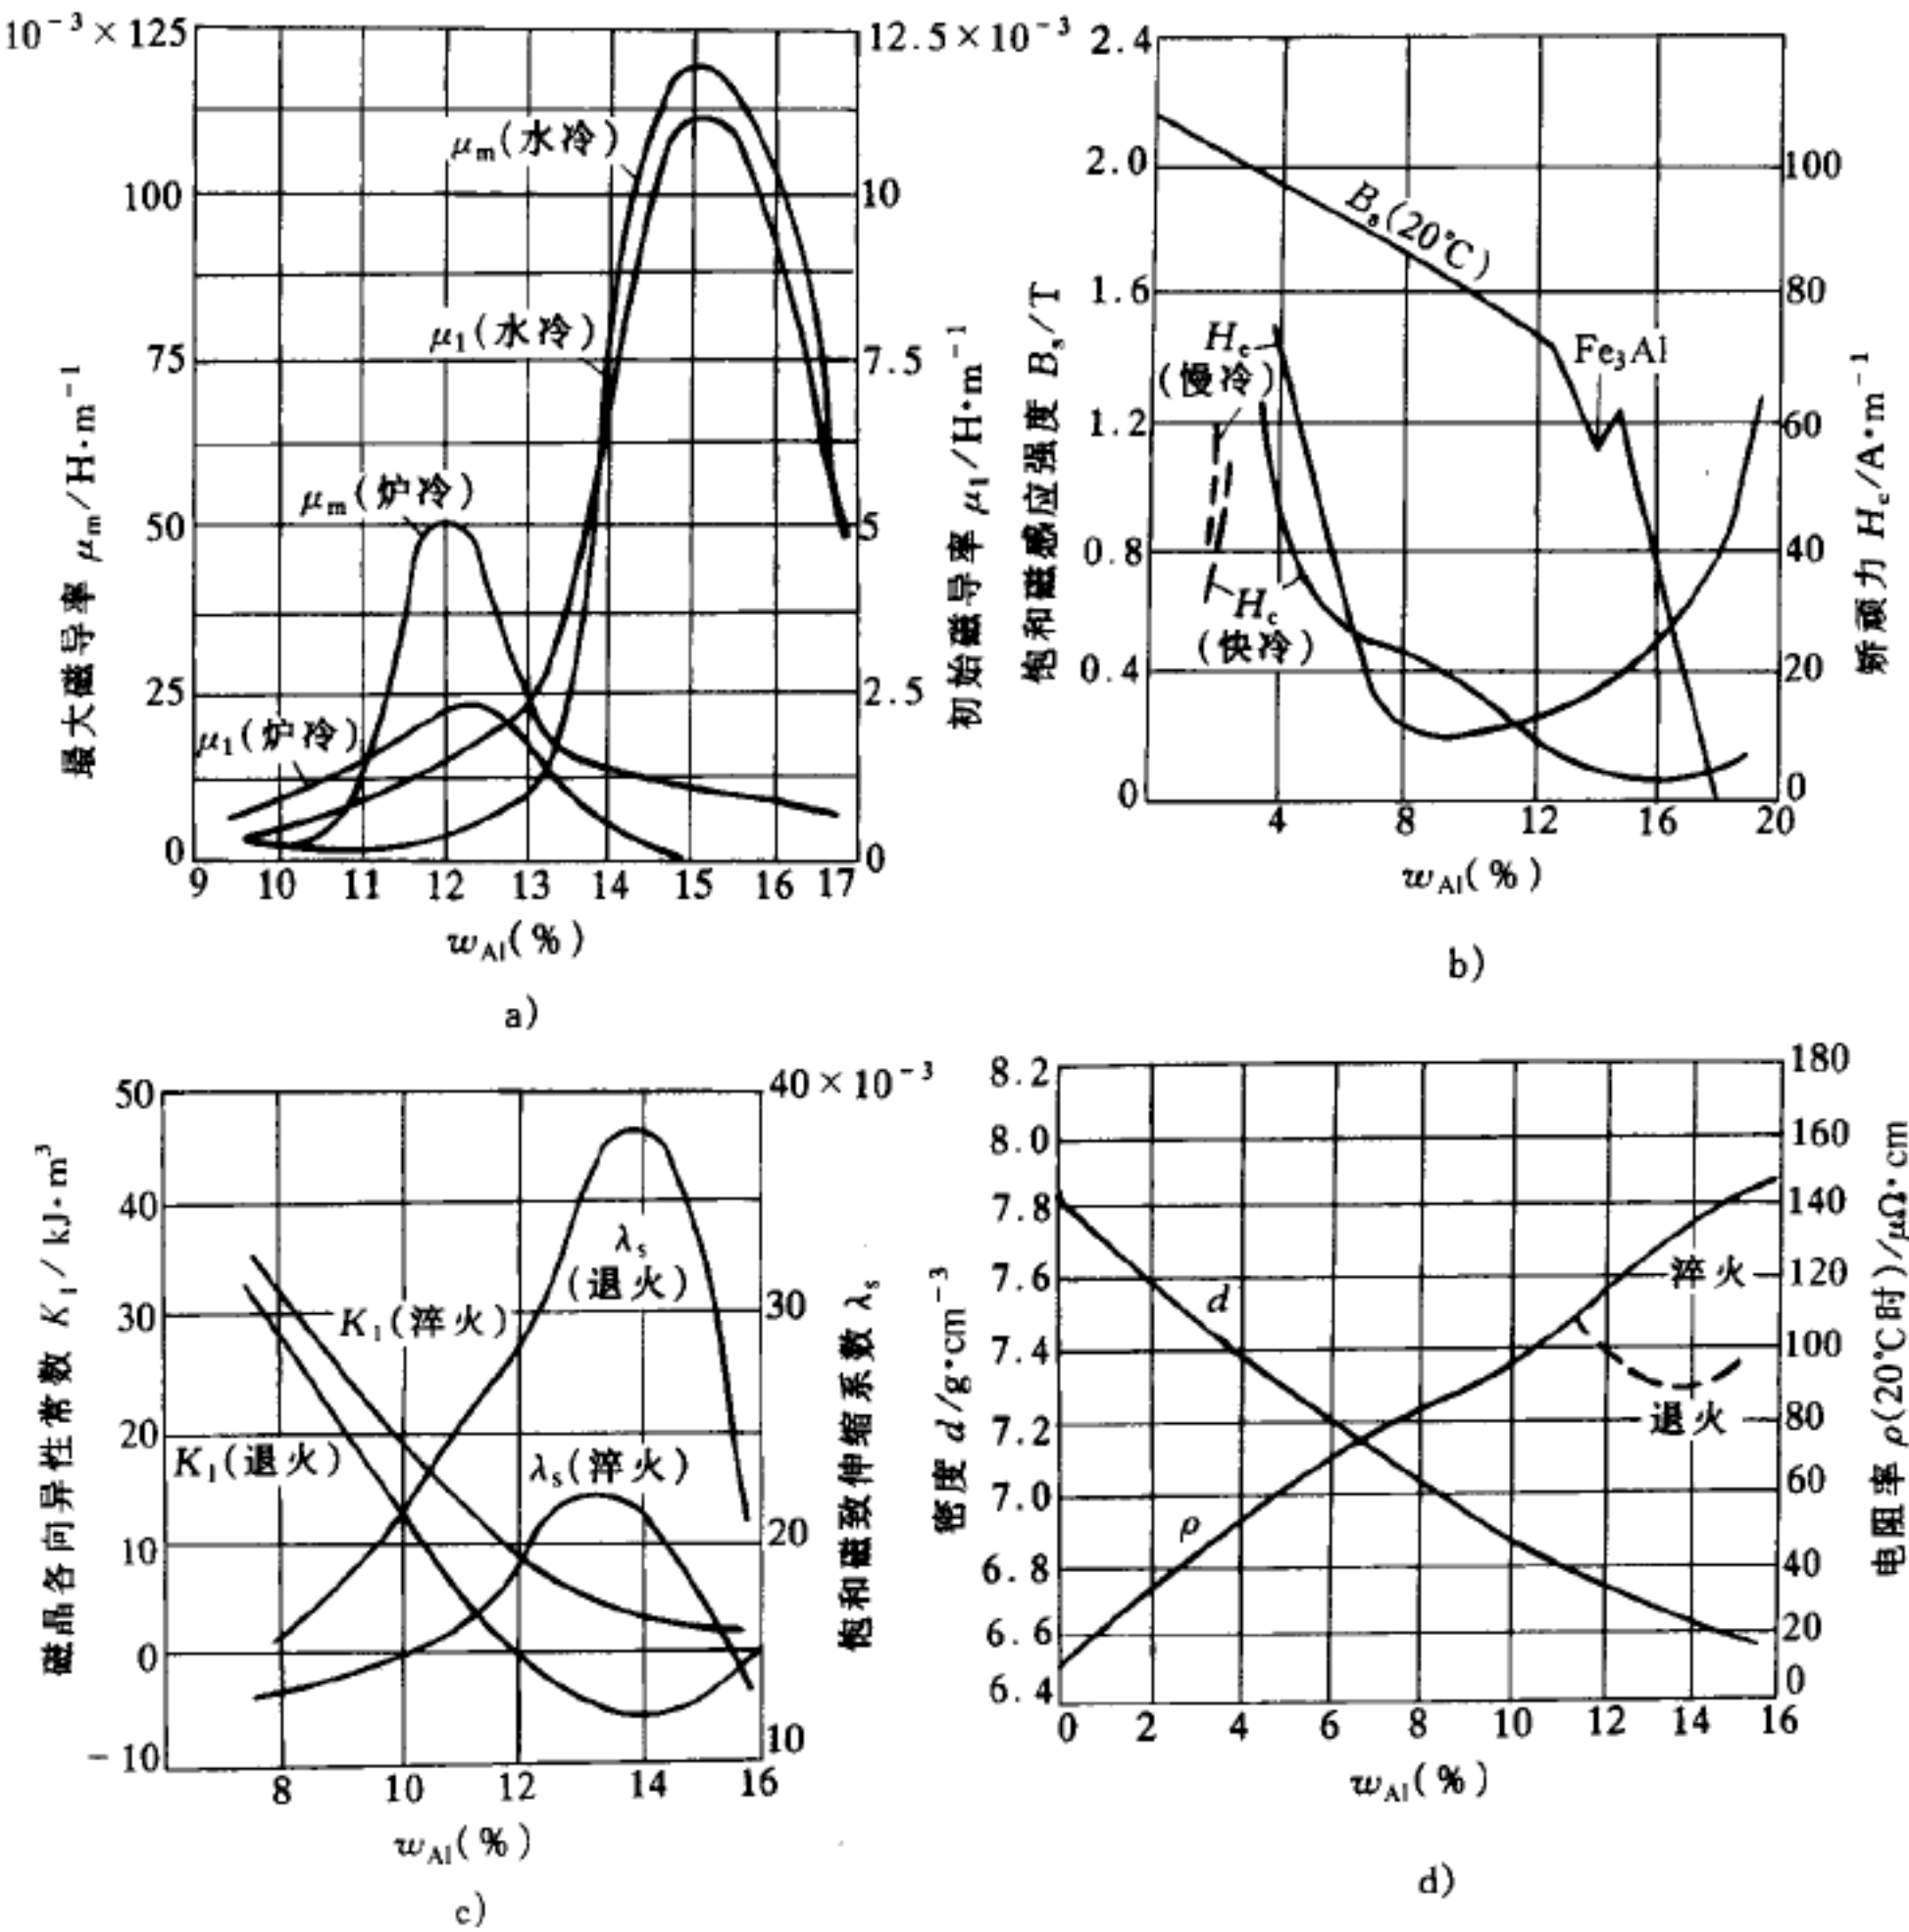 10⁻³×125
100
75
50
25
0
最大磁导率 μm/H·m⁻¹
12.5×10⁻³
10
7.5
5
2.5
0
初始磁导率 μ1/H·m⁻¹
μm(水冷)
μ1(水冷)
μm(炉冷)
μ1(炉冷)
9 10 11 12 13 14 15 16 17
wAl(%)
a)
2.4
2.0
1.6
1.2
0.8
0.4
0
饱和磁感应强度 Bs/T
100
80
60
40
20
0
矫顽力 Hc/A·m⁻¹
Bs(20℃)
Fe₃Al
Hc
(慢冷)
Hc
(快冷)
4 8 12 16 20
wAl(%)
b)
50
40
30
20
10
0
-10
磁晶各向异性常数 K1/kJ·m³
40×10⁻³
30
20
10
饱和磁致伸缩系数 λs
λs
(退火)
K1(淬火)
K1(退火)
λs(淬火)
8 10 12 14 16
wAl(%)
c)
8.2
8.0
7.8
7.6
7.4
7.2
7.0
6.8
6.6
6.4
密度 d/g·cm⁻³
180
160
140
120
100
80
60
40
20
0
电阻率 ρ(20℃时)/μΩ·cm
d
淬火
退火
ρ
0 2 4 6 8 10 12 14 16
wAl(%)
d)